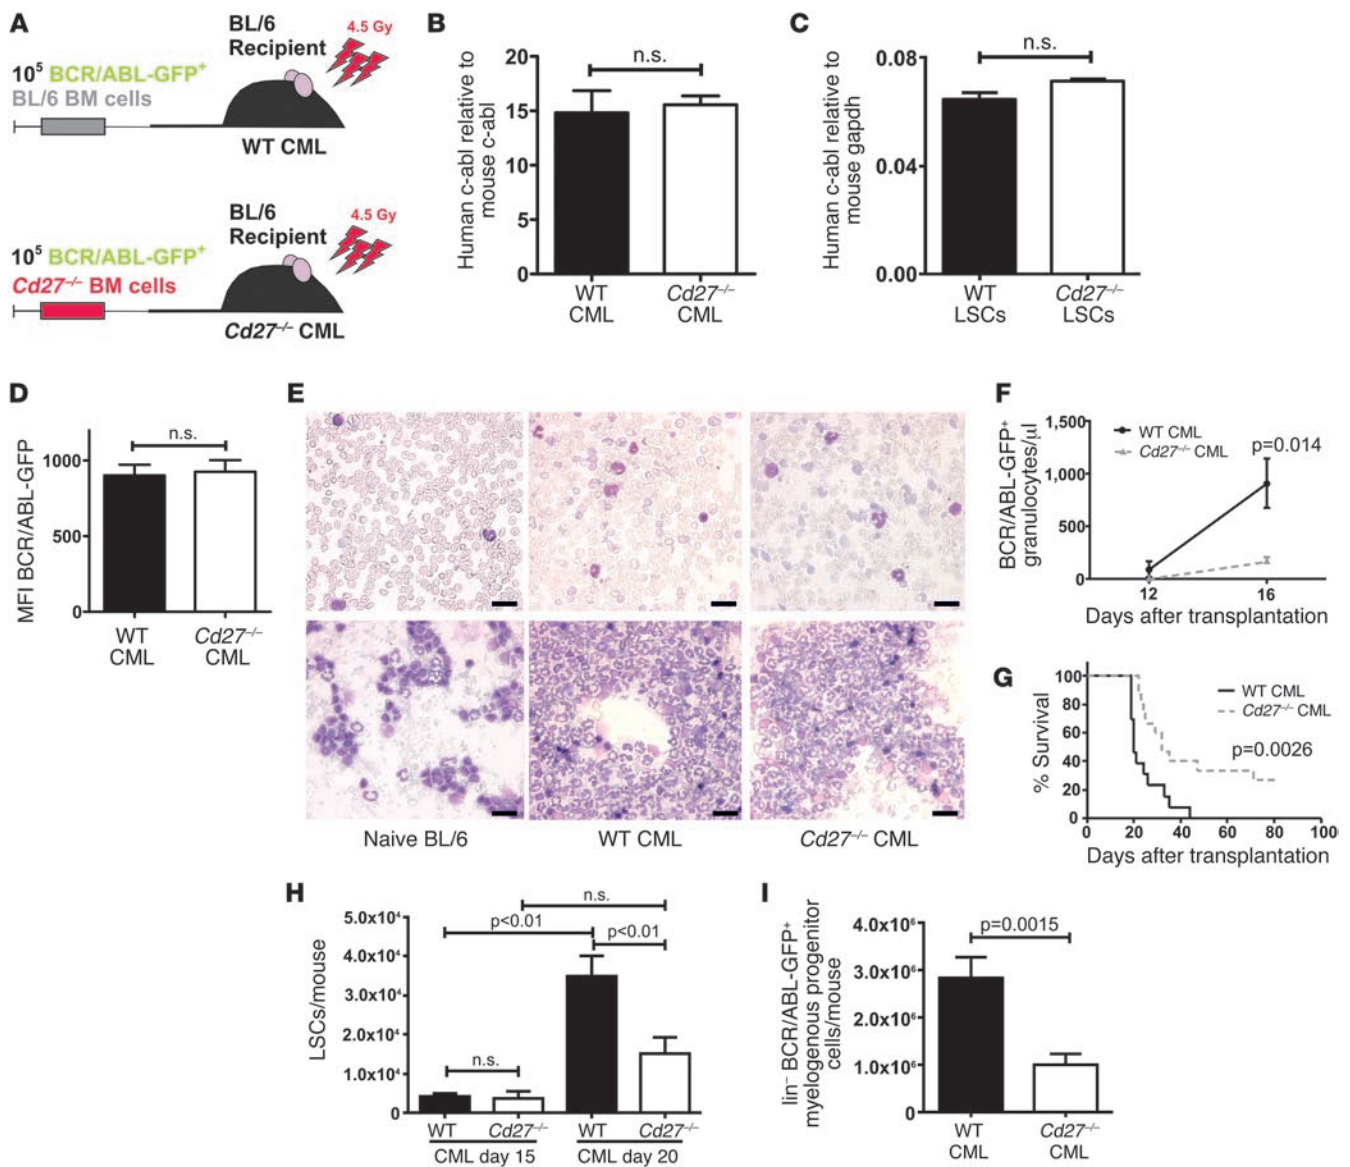 A
BL/6
Recipient
4.5 Gy
10⁵ BCR/ABL-GFP⁺
BL/6 BM cells
WT CML
BL/6
Recipient
4.5 Gy
10⁵ BCR/ABL-GFP⁺
Cd27⁻/⁻ BM cells
Cd27⁻/⁻ CML
B
Human c-abl relative to
mouse c-abl
20
15
10
5
0
n.s.
WT
CML
Cd27⁻/⁻
CML
C
Human c-abl relative to
mouse gapdh
0.08
0.04
0.00
n.s.
WT
LSCs
Cd27⁻/⁻
LSCs
D
MFI BCR/ABL-GFP
1000
500
0
n.s.
WT
CML
Cd27⁻/⁻
CML
E
Naive BL/6
WT CML
Cd27⁻/⁻ CML
F
BCR/ABL-GFP⁺
granulocytes/µl
1,500
1,000
500
0
WT CML
Cd27⁻/⁻ CML
p=0.014
12
16
Days after transplantation
G
% Survival
100
80
60
40
20
0
WT CML
Cd27⁻/⁻ CML
p=0.0026
0 20 40 60 80 100
Days after transplantation
H
LSCs/mouse
5.0x10⁴
4.0x10⁴
3.0x10⁴
2.0x10⁴
1.0x10⁴
0
n.s.
p<0.01
p<0.01
n.s.
WT Cd27⁻/⁻ WT Cd27⁻/⁻
CML day 15 CML day 20
I
lin⁻ BCR/ABL-GFP⁺
myelogenous progenitor
cells/mouse
4.0x10⁶
3.0x10⁶
2.0x10⁶
1.0x10⁶
0
p=0.0015
WT
CML
Cd27⁻/⁻
CML